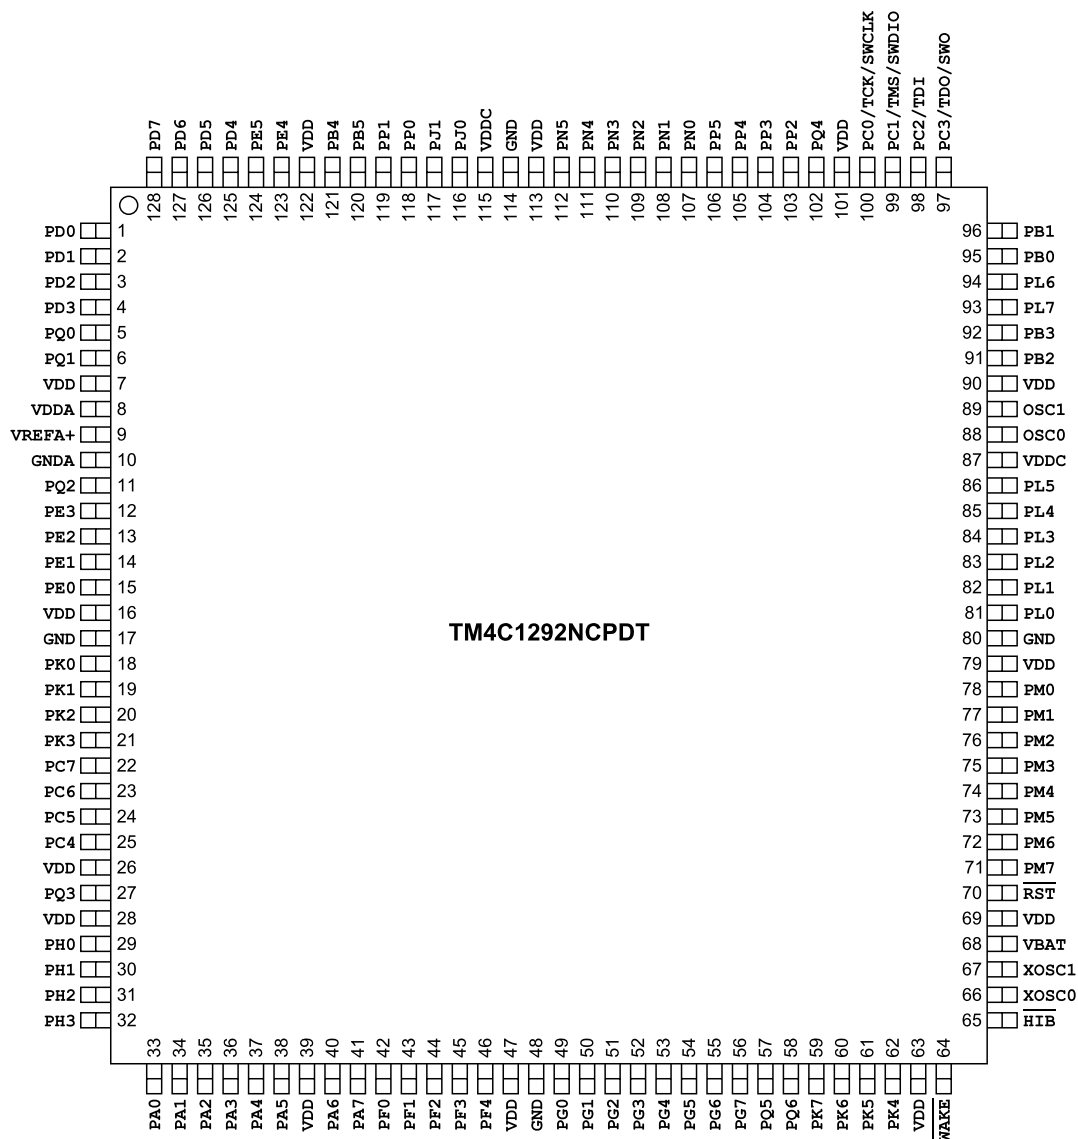 PC0/TCK/SWCLK
PC1/TMS/SWDIO
PC2/TDI
PC3/TDO/SWO
PD7 PD6 PD5 PD4 PE5 PE4 VDD PB4 PB5 PP1 PP0 PJ1 PJ0 VDDC GND VDD PN5 PN4 PN3 PN2 PN1 PN0 PP5 PP4 PP3 PP2 PQ4 VDD
128 127 126 125 124 123 122 121 120 119 118 117 116 115 114 113 112 111 110 109 108 107 106 105 104 103 102 101 100 99 98 97
PD0 1 96 PB1
PD1 2 95 PB0
PD2 3 94 PL6
PD3 4 93 PL7
PQ0 5 92 PB3
PQ1 6 91 PB2
VDD 7 90 VDD
VDDA 8 89 OSC1
VREFA+ 9 88 OSC0
GNDA 10 87 VDDC
PQ2 11 86 PL5
PE3 12 85 PL4
PE2 13 84 PL3
PE1 14 83 PL2
PE0 15 82 PL1
VDD 16 81 PL0
GND 17 80 GND
TM4C1292NCPDT
PK0 18 79 VDD
PK1 19 78 PM0
PK2 20 77 PM1
PK3 21 76 PM2
PC7 22 75 PM3
PC6 23 74 PM4
PC5 24 73 PM5
PC4 25 72 PM6
VDD 26 71 PM7
PQ3 27 70 RST
VDD 28 69 VDD
PH0 29 68 VBAT
PH1 30 67 XOSC1
PH2 31 66 XOSC0
PH3 32 65 HIB
33 34 35 36 37 38 39 40 41 42 43 44 45 46 47 48 49 50 51 52 53 54 55 56 57 58 59 60 61 62 63 64
PA0 PA1 PA2 PA3 PA4 PA5 VDD PA6 PA7 PF0 PF1 PF2 PF3 PF4 VDD GND PG0 PG1 PG2 PG3 PG4 PG5 PG6 PG7 PQ5 PQ6 PK7 PK6 PK5 PK4 VDD WAKE